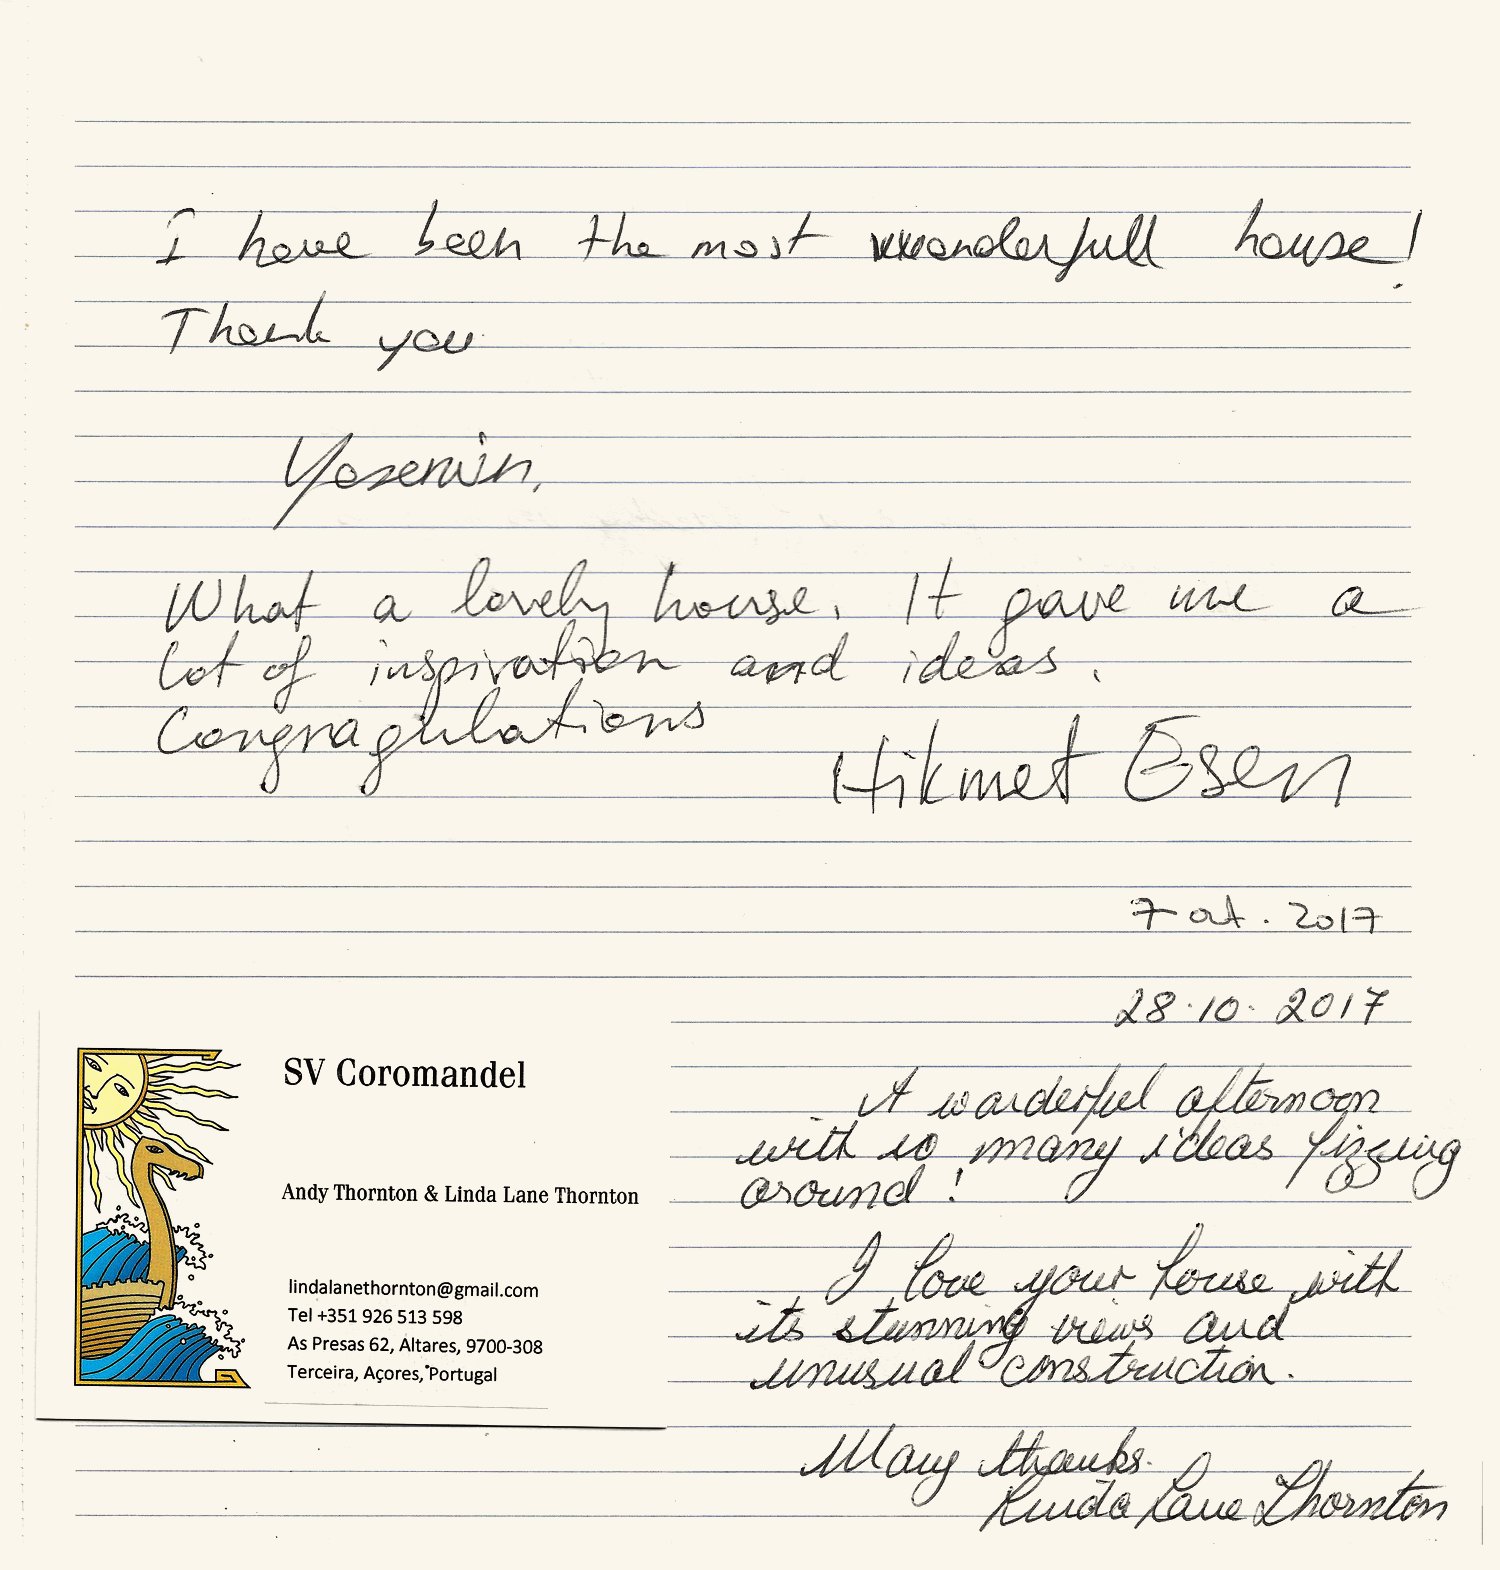 I have been the most wonderfull house!
Thank you
Yasemin.
What a lovely house. It gave me a
lot of inspiration and ideas.
Congragulations
Hikmet Esen
7 oct. 2017
28.10.2017
SV Coromandel
Andy Thornton & Linda Lane Thornton
lindalanethornton@gmail.com
Tel +351 926 513 598
As Presas 62, Altares, 9700-308
Terceira, Açores, Portugal
A wonderful afternoon
with so many ideas fizzing
around!
I love your house with
its stunning views and
unusual construction.
Many thanks.
Linda Lane Thornton